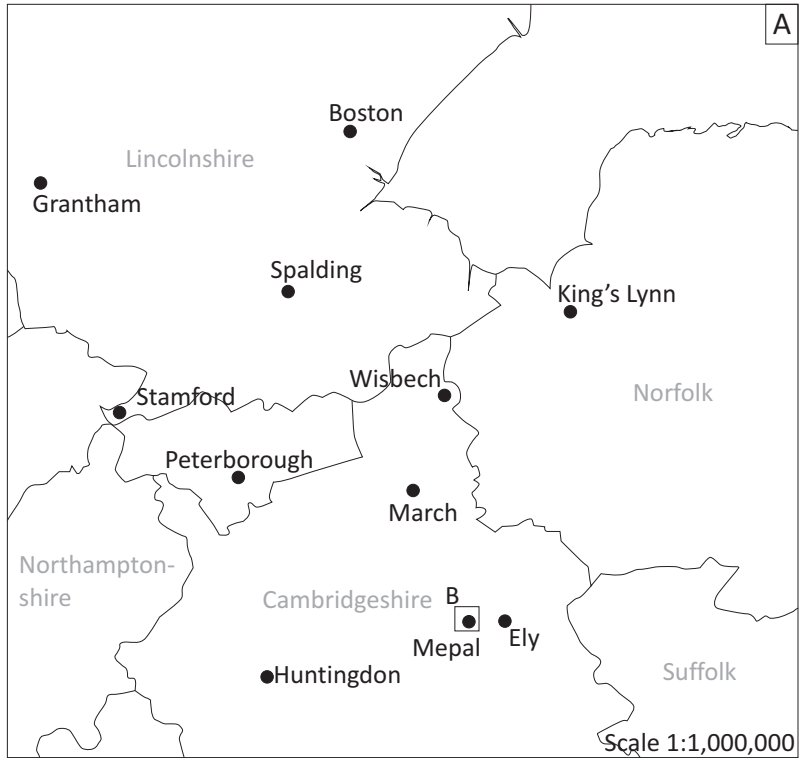 A
Boston
Lincolnshire
Grantham
Spalding
King’s Lynn
Stamford
Wisbech
Norfolk
Peterborough
March
Northampton-
shire
Cambridgeshire
B
Mepal
Ely
Huntingdon
Suffolk
Scale 1:1,000,000